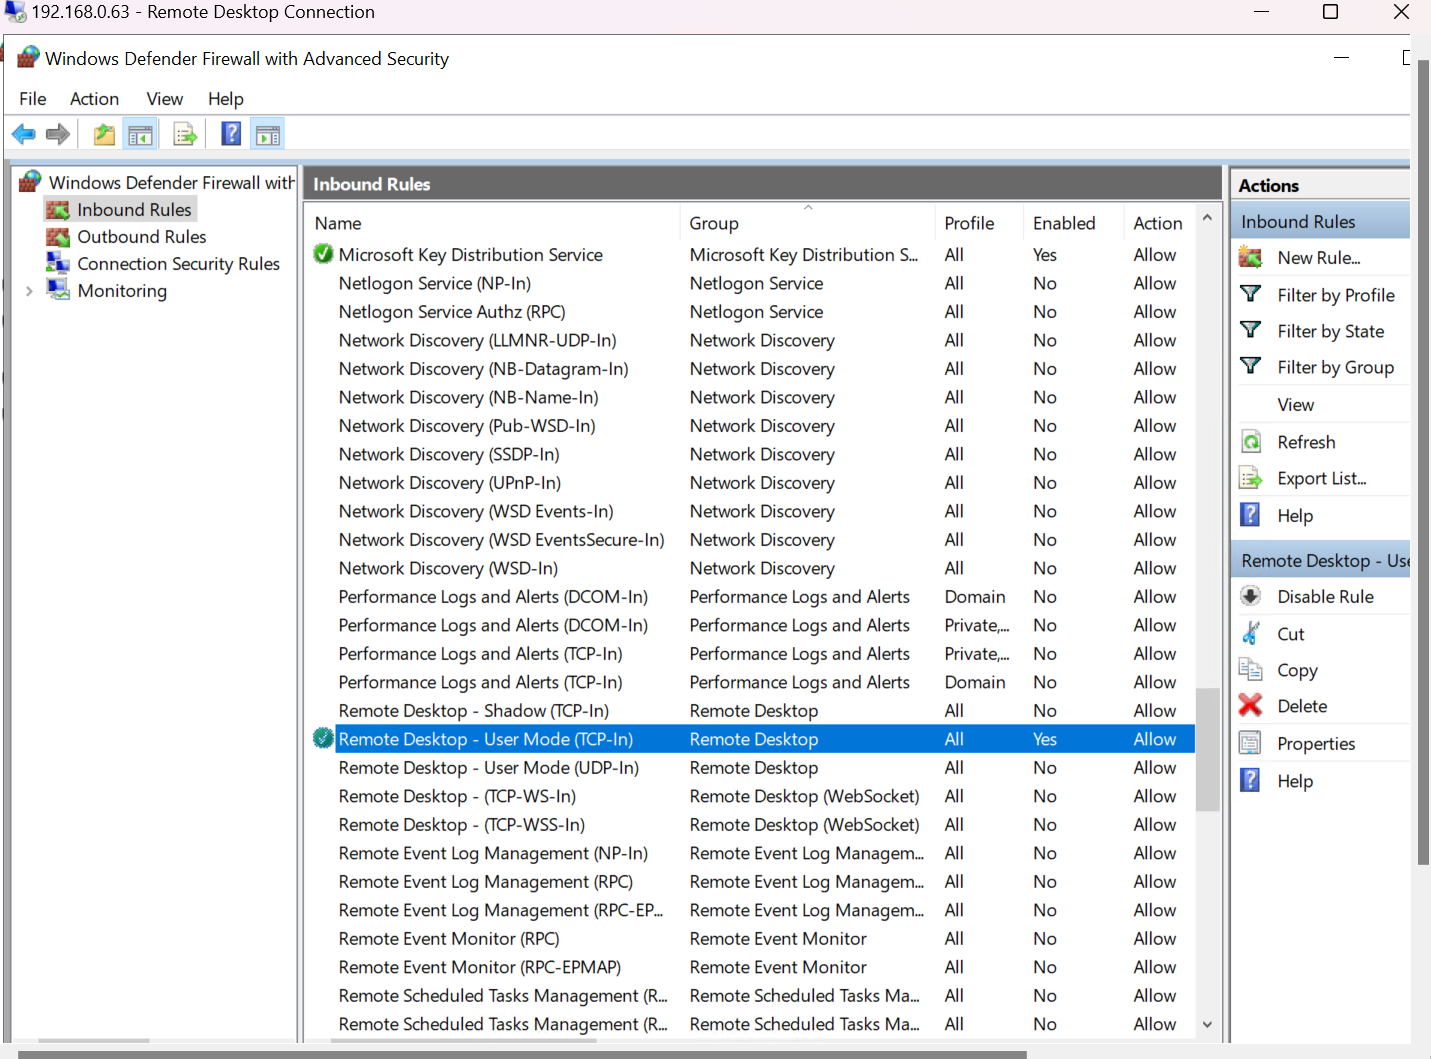 192.168.0.63 - Remote Desktop Connection
Windows Defender Firewall with Advanced Security
File Action View Help
Windows Defender Firewall with
Inbound Rules
Outbound Rules
Connection Security Rules
Monitoring
Inbound Rules
Name Group Profile Enabled Action
Microsoft Key Distribution Service Microsoft Key Distribution S... All Yes Allow
Netlogon Service (NP-In) Netlogon Service All No Allow
Netlogon Service Authz (RPC) Netlogon Service All No Allow
Network Discovery (LLMNR-UDP-In) Network Discovery All No Allow
Network Discovery (NB-Datagram-In) Network Discovery All No Allow
Network Discovery (NB-Name-In) Network Discovery All No Allow
Network Discovery (Pub-WSD-In) Network Discovery All No Allow
Network Discovery (SSDP-In) Network Discovery All No Allow
Network Discovery (UPnP-In) Network Discovery All No Allow
Network Discovery (WSD Events-In) Network Discovery All No Allow
Network Discovery (WSD EventsSecure-In) Network Discovery All No Allow
Network Discovery (WSD-In) Network Discovery All No Allow
Performance Logs and Alerts (DCOM-In) Performance Logs and Alerts Domain No Allow
Performance Logs and Alerts (DCOM-In) Performance Logs and Alerts Private,... No Allow
Performance Logs and Alerts (TCP-In) Performance Logs and Alerts Private,... No Allow
Performance Logs and Alerts (TCP-In) Performance Logs and Alerts Domain No Allow
Remote Desktop - Shadow (TCP-In) Remote Desktop All No Allow
Remote Desktop - User Mode (TCP-In) Remote Desktop All Yes Allow
Remote Desktop - User Mode (UDP-In) Remote Desktop All No Allow
Remote Desktop - (TCP-WS-In) Remote Desktop (WebSocket) All No Allow
Remote Desktop - (TCP-WSS-In) Remote Desktop (WebSocket) All No Allow
Remote Event Log Management (NP-In) Remote Event Log Managem... All No Allow
Remote Event Log Management (RPC) Remote Event Log Managem... All No Allow
Remote Event Log Management (RPC-EP... Remote Event Log Managem... All No Allow
Remote Event Monitor (RPC) Remote Event Monitor All No Allow
Remote Event Monitor (RPC-EPMAP) Remote Event Monitor All No Allow
Remote Scheduled Tasks Management (R... Remote Scheduled Tasks Ma... All No Allow
Remote Scheduled Tasks Management (R... Remote Scheduled Tasks Ma... All No Allow
Actions
Inbound Rules
New Rule...
Filter by Profile
Filter by State
Filter by Group
View
Refresh
Export List...
Help
Remote Desktop - Use
Disable Rule
Cut
Copy
Delete
Properties
Help